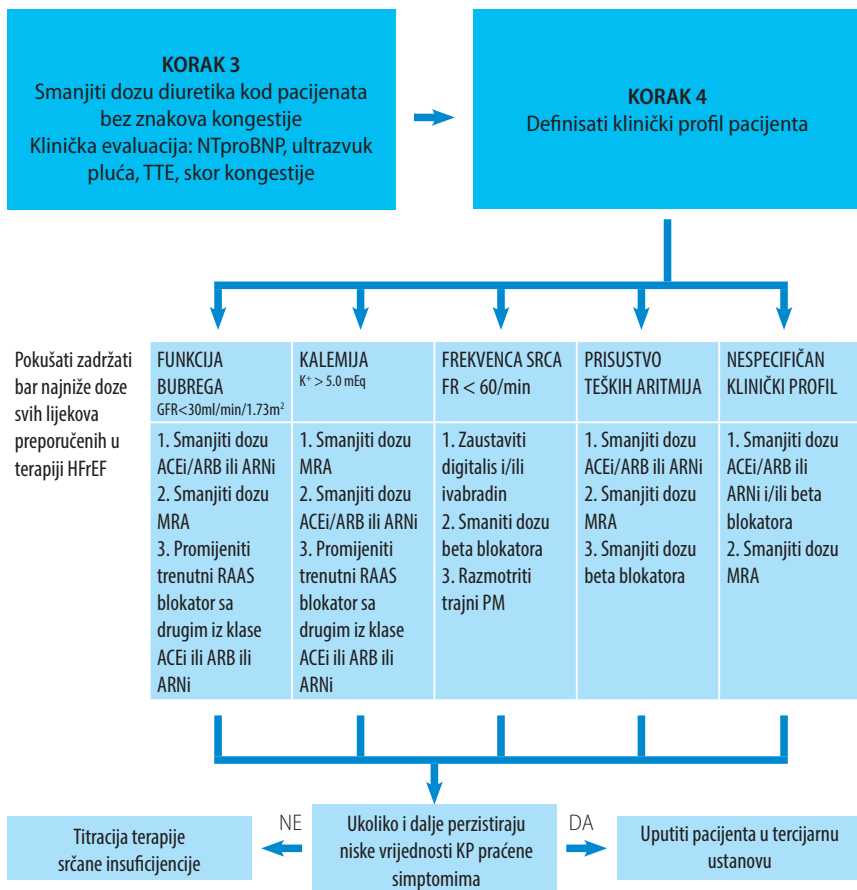 KORAK 3
Smanjiti dozu diuretika kod pacijenata
bez znakova kongestije
Klinička evaluacija: NTproBNP, ultrazvuk
pluća, TTE, skor kongestije
KORAK 4
Definisati klinički profil pacijenta
Pokušati zadržati
bar najniže doze
svih lijekova
preporučenih u
terapiji HFrEF
FUNKCIJA
BUBREGA
GFR<30ml/min/1.73m²
1. Smanjiti dozu
ACEi/ARB ili ARNi
2. Smanjiti dozu
MRA
3. Promijeniti
trenutni RAAS
blokator sa
drugim iz klase
ACEi ili ARB ili
ARNi
KALEMIJA
K⁺ > 5.0 mEq
1. Smanjiti dozu
MRA
2. Smanjiti dozu
ACEi/ARB ili ARNi
3. Promijeniti
trenutni RAAS
blokator sa
drugim iz klase
ACEi ili ARB ili
ARNi
FREKVENCA SRCA
FR < 60/min
1. Zaustaviti
digitalis i/ili
ivabradin
2. Smaniti dozu
beta blokatora
3. Razmotriti
trajni PM
PRISUSTVO
TEŠKIH ARITMIJA
1. Smanjiti dozu
ACEi/ARB ili ARNi
2. Smanjiti dozu
MRA
3. Smanjiti dozu
beta blokatora
NESPECIFIČAN
KLINIČKI PROFIL
1. Smanjiti dozu
ACEi/ARB ili
ARNi i/ili beta
blokatora
2. Smanjiti dozu
MRA
Titracija terapije
srčane insuficijencije
NE
Ukoliko i dalje perzistiraju
niske vrijednosti KP praćene
simptomima
DA
Uputiti pacijenta u tercijarnu
ustanovu